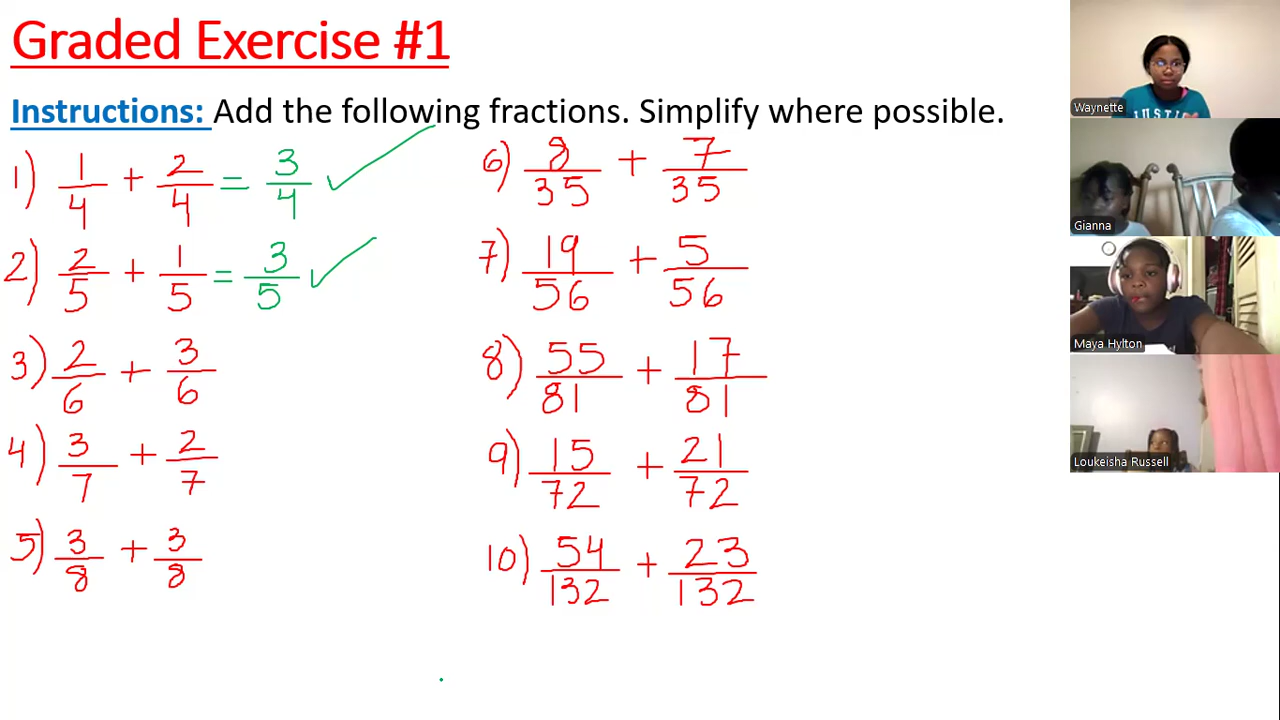 Graded Exercise #1
Instructions: Add the following fractions. Simplify where possible.
1) 1/4 + 2/4 = 3/4 ✓
2) 2/5 + 1/5 = 3/5 ✓
3) 2/6 + 3/6
4) 3/7 + 2/7
5) 3/8 + 3/8
6) 8/35 + 7/35
7) 19/56 + 5/56
8) 55/81 + 17/81
9) 15/72 + 21/72
10) 54/132 + 23/132
Waynette
JUSTIC
Gianna
Maya Hylton
Loukeisha Russell